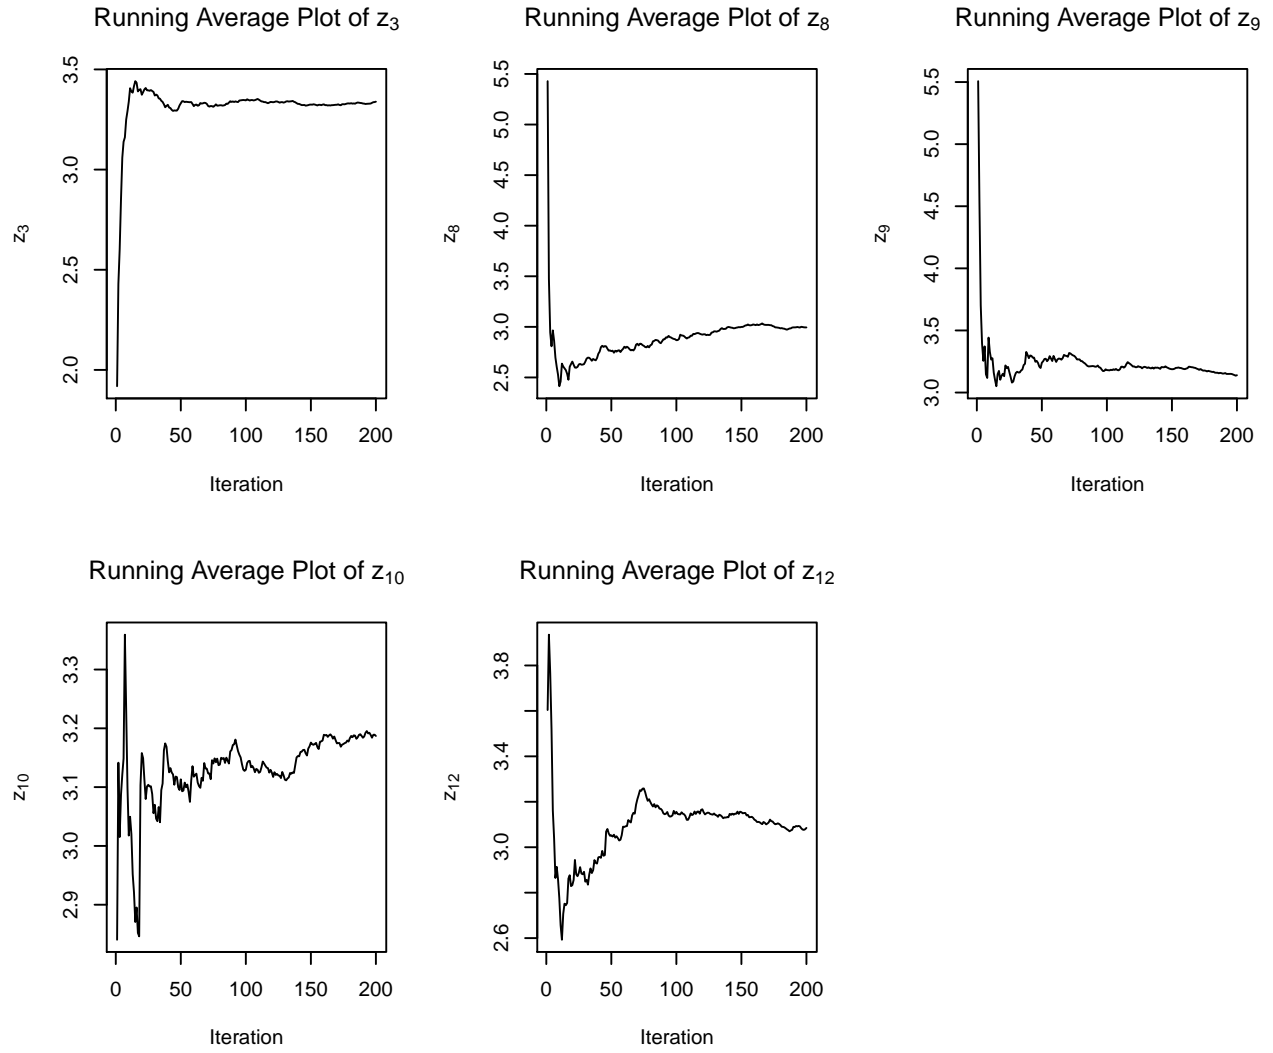 Running Average Plot of z3
Running Average Plot of z8
Running Average Plot of z9
3.5
3.0
2.5
2.0
z3
0 50 100 150 200
Iteration
5.5
5.0
4.5
4.0
3.5
3.0
2.5
z8
0 50 100 150 200
Iteration
5.5
5.0
4.5
4.0
3.5
3.0
z9
0 50 100 150 200
Iteration
Running Average Plot of z10
Running Average Plot of z12
3.3
3.2
3.1
3.0
2.9
z10
0 50 100 150 200
Iteration
3.8
3.4
3.0
2.6
z12
0 50 100 150 200
Iteration